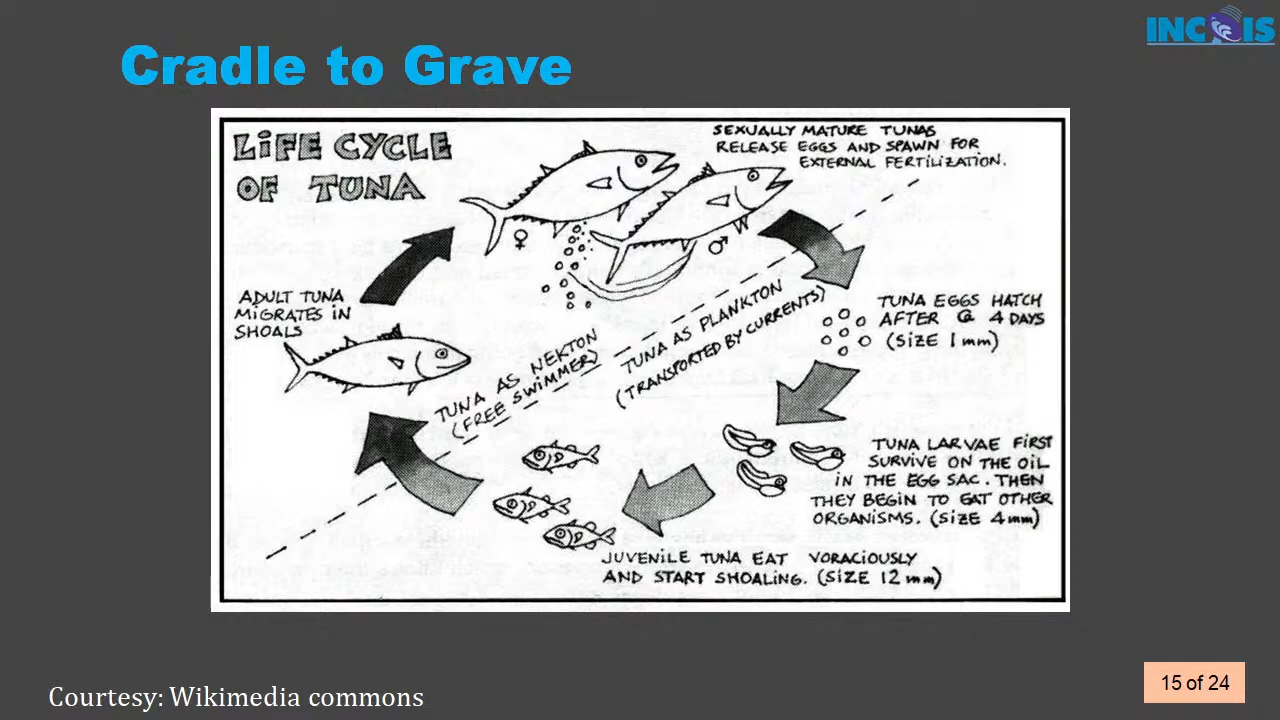 INCOIS
Cradle to Grave
LIFE CYCLE
OF TUNA
SEXUALLY MATURE TUNAS
RELEASE EGGS AND SPAWN FOR
EXTERNAL FERTILIZATION.
♀
♂
ADULT TUNA
MIGRATES IN
SHOALS
TUNA AS NEKTON
(FREE SWIMMER)
TUNA AS PLANKTON
(TRANSPORTED BY CURRENTS)
TUNA EGGS HATCH
AFTER @ 4 DAYS
(SIZE 1 mm)
TUNA LARVAE FIRST
SURVIVE ON THE OIL
IN THE EGG SAC. THEN
THEY BEGIN TO EAT OTHER
ORGANISMS. (SIZE 4 mm)
JUVENILE TUNA EAT VORACIOUSLY
AND START SHOALING. (SIZE 12 mm)
Courtesy: Wikimedia commons
15 of 24